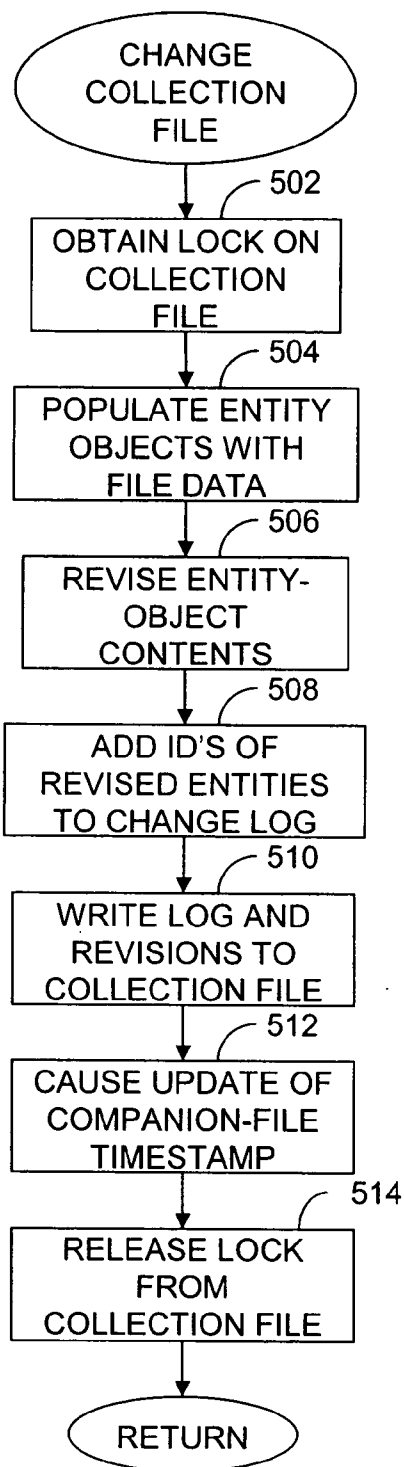 CHANGE
COLLECTION
FILE
502
OBTAIN LOCK ON
COLLECTION
FILE
504
POPULATE ENTITY
OBJECTS WITH
FILE DATA
506
REVISE ENTITY-
OBJECT
CONTENTS
508
ADD ID'S OF
REVISED ENTITIES
TO CHANGE LOG
510
WRITE LOG AND
REVISIONS TO
COLLECTION FILE
512
CAUSE UPDATE OF
COMPANION-FILE
TIMESTAMP
514
RELEASE LOCK
FROM
COLLECTION FILE
RETURN